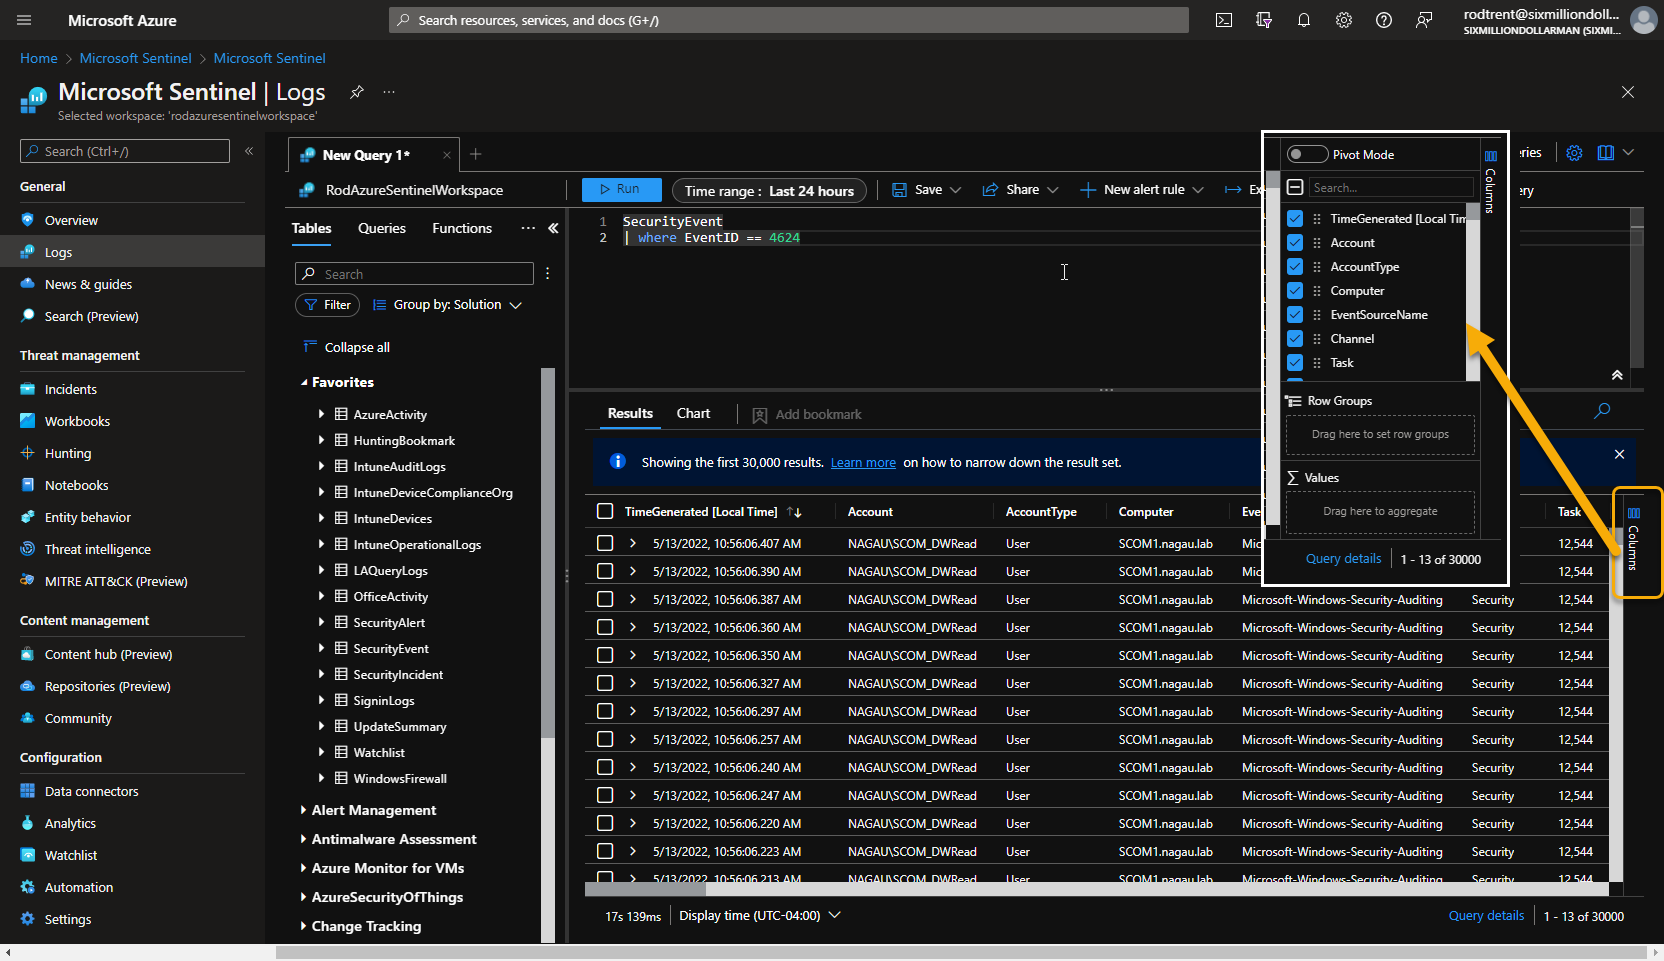 Microsoft Azure
Search resources, services, and docs (G+/)
rodtrent@sixmilliondoll...
SIXMILLIONDOLLARMAN (SIXMI...
Home > Microsoft Sentinel > Microsoft Sentinel
Microsoft Sentinel | Logs
Selected workspace: 'rodazuresentinelworkspace'
Search (Ctrl+/)
General
Overview
Logs
News & guides
Search (Preview)
Threat management
Incidents
Workbooks
Hunting
Notebooks
Entity behavior
Threat intelligence
MITRE ATT&CK (Preview)
Content management
Content hub (Preview)
Repositories (Preview)
Community
Configuration
Data connectors
Analytics
Watchlist
Automation
Settings
New Query 1*
RodAzureSentinelWorkspace
Run
Time range : Last 24 hours
Save
Share
New alert rule
Ex
ries
ry
Tables
Queries
Functions
Search
Filter
Group by: Solution
Collapse all
Favorites
AzureActivity
HuntingBookmark
IntuneAuditLogs
IntuneDeviceComplianceOrg
IntuneDevices
IntuneOperationalLogs
LAQueryLogs
OfficeActivity
SecurityAlert
SecurityEvent
SecurityIncident
SigninLogs
UpdateSummary
Watchlist
WindowsFirewall
Alert Management
Antimalware Assessment
Azure Monitor for VMs
AzureSecurityOfThings
Change Tracking
1 SecurityEvent
2 | where EventID == 4624
Pivot Mode
Search...
Columns
TimeGenerated [Local Tim
Account
AccountType
Computer
EventSourceName
Channel
Task
Row Groups
Drag here to set row groups
Values
Drag here to aggregate
Query details
1 - 13 of 30000
Results
Chart
Add bookmark
Showing the first 30,000 results. Learn more on how to narrow down the result set.
TimeGenerated [Local Time] Account AccountType Computer Eve Task
Columns
5/13/2022, 10:56:06.407 AM NAGAU\SCOM_DWRead User SCOM1.nagau.lab Mic 12,544
5/13/2022, 10:56:06.390 AM NAGAU\SCOM_DWRead User SCOM1.nagau.lab Mic 12,544
5/13/2022, 10:56:06.387 AM NAGAU\SCOM_DWRead User SCOM1.nagau.lab Microsoft-Windows-Security-Auditing Security 12,544
5/13/2022, 10:56:06.360 AM NAGAU\SCOM_DWRead User SCOM1.nagau.lab Microsoft-Windows-Security-Auditing Security 12,544
5/13/2022, 10:56:06.350 AM NAGAU\SCOM_DWRead User SCOM1.nagau.lab Microsoft-Windows-Security-Auditing Security 12,544
5/13/2022, 10:56:06.327 AM NAGAU\SCOM_DWRead User SCOM1.nagau.lab Microsoft-Windows-Security-Auditing Security 12,544
5/13/2022, 10:56:06.297 AM NAGAU\SCOM_DWRead User SCOM1.nagau.lab Microsoft-Windows-Security-Auditing Security 12,544
5/13/2022, 10:56:06.257 AM NAGAU\SCOM_DWRead User SCOM1.nagau.lab Microsoft-Windows-Security-Auditing Security 12,544
5/13/2022, 10:56:06.240 AM NAGAU\SCOM_DWRead User SCOM1.nagau.lab Microsoft-Windows-Security-Auditing Security 12,544
5/13/2022, 10:56:06.247 AM NAGAU\SCOM_DWRead User SCOM1.nagau.lab Microsoft-Windows-Security-Auditing Security 12,544
5/13/2022, 10:56:06.220 AM NAGAU\SCOM_DWRead User SCOM1.nagau.lab Microsoft-Windows-Security-Auditing Security 12,544
5/13/2022, 10:56:06.223 AM NAGAU\SCOM_DWRead User SCOM1.nagau.lab Microsoft-Windows-Security-Auditing Security 12,544
5/13/2022, 10:56:06.213 AM NAGAU\SCOM_DWRead User SCOM1.nagau.lab Microsoft-Windows-Security-Auditing Security 12,544
17s 139ms
Display time (UTC-04:00)
Query details
1 - 13 of 30000